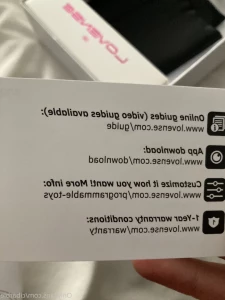 LOVENSE
Online guides (video guides available):
www.lovense.com/guide
App download:
www.lovense.com/download
Customize it how you want! More info:
www.lovense.com/programmable-toys
1-Year warranty conditions:
www.lovense.com/warranty